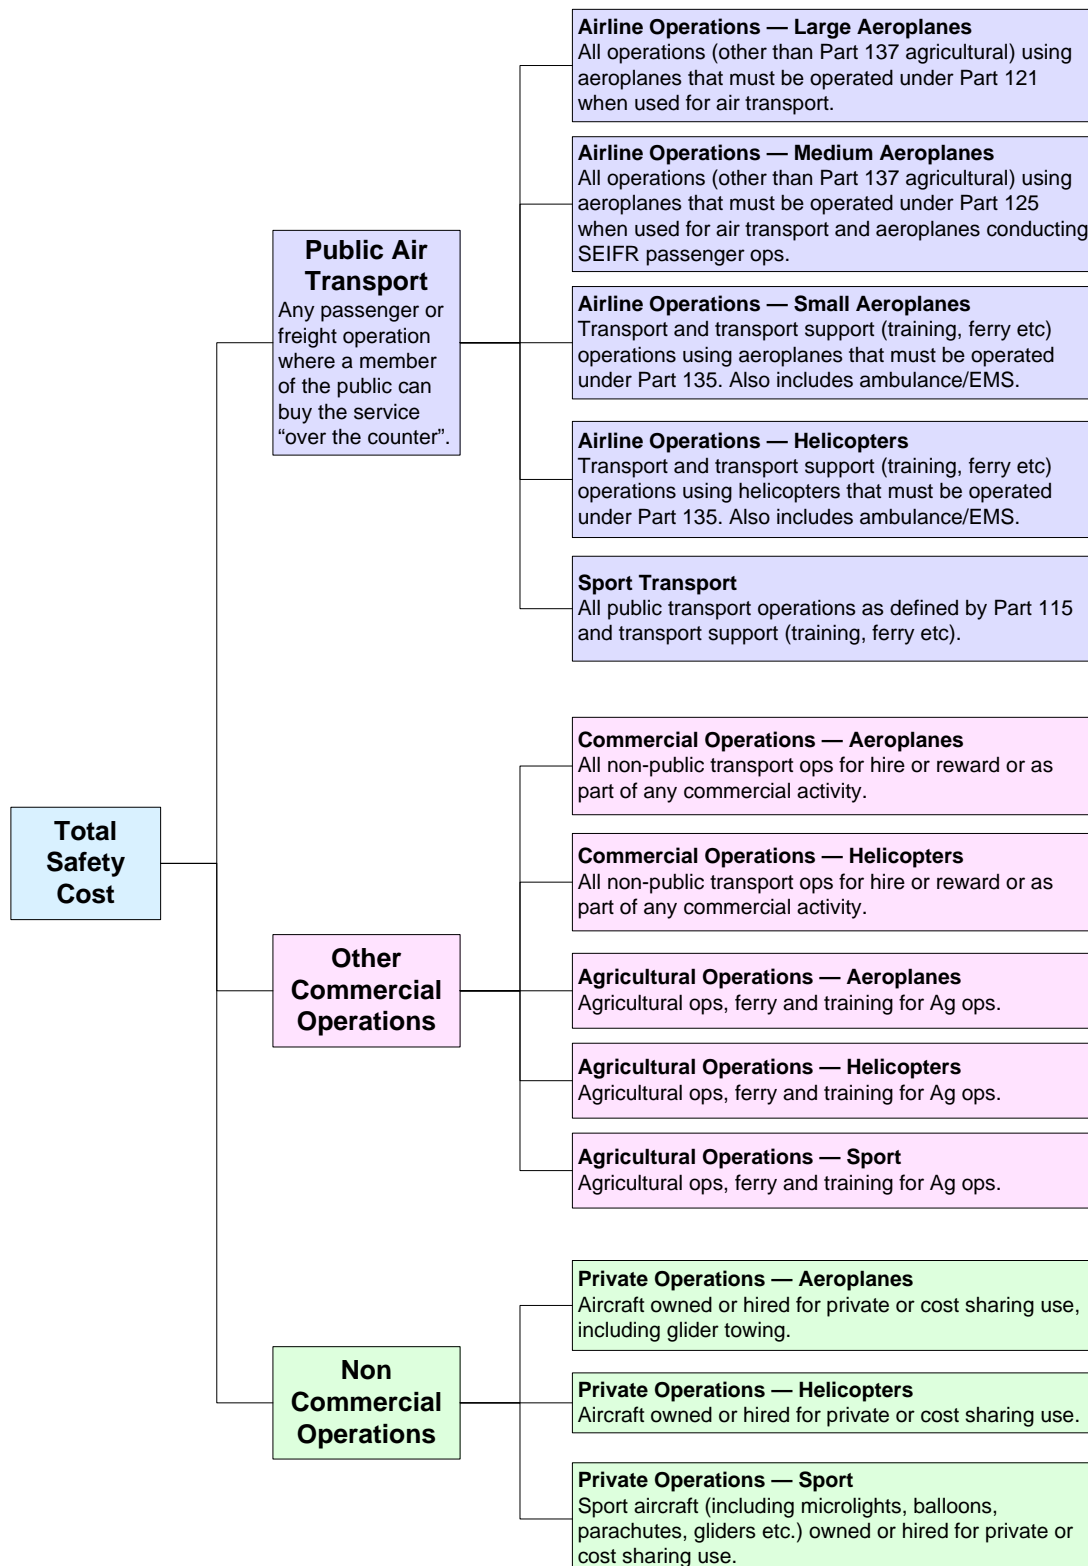 Total
Safety
Cost
Public Air
Transport
Any passenger or
freight operation
where a member
of the public can
buy the service
“over the counter”.
Airline Operations — Large Aeroplanes
All operations (other than Part 137 agricultural) using
aeroplanes that must be operated under Part 121
when used for air transport.
Airline Operations — Medium Aeroplanes
All operations (other than Part 137 agricultural) using
aeroplanes that must be operated under Part 125
when used for air transport and aeroplanes conducting
SEIFR passenger ops.
Airline Operations — Small Aeroplanes
Transport and transport support (training, ferry etc)
operations using aeroplanes that must be operated
under Part 135. Also includes ambulance/EMS.
Airline Operations — Helicopters
Transport and transport support (training, ferry etc)
operations using helicopters that must be operated
under Part 135. Also includes ambulance/EMS.
Sport Transport
All public transport operations as defined by Part 115
and transport support (training, ferry etc).
Other
Commercial
Operations
Commercial Operations — Aeroplanes
All non-public transport ops for hire or reward or as
part of any commercial activity.
Commercial Operations — Helicopters
All non-public transport ops for hire or reward or as
part of any commercial activity.
Agricultural Operations — Aeroplanes
Agricultural ops, ferry and training for Ag ops.
Agricultural Operations — Helicopters
Agricultural ops, ferry and training for Ag ops.
Agricultural Operations — Sport
Agricultural ops, ferry and training for Ag ops.
Non
Commercial
Operations
Private Operations — Aeroplanes
Aircraft owned or hired for private or cost sharing use,
including glider towing.
Private Operations — Helicopters
Aircraft owned or hired for private or cost sharing use.
Private Operations — Sport
Sport aircraft (including microlights, balloons,
parachutes, gliders etc.) owned or hired for private or
cost sharing use.